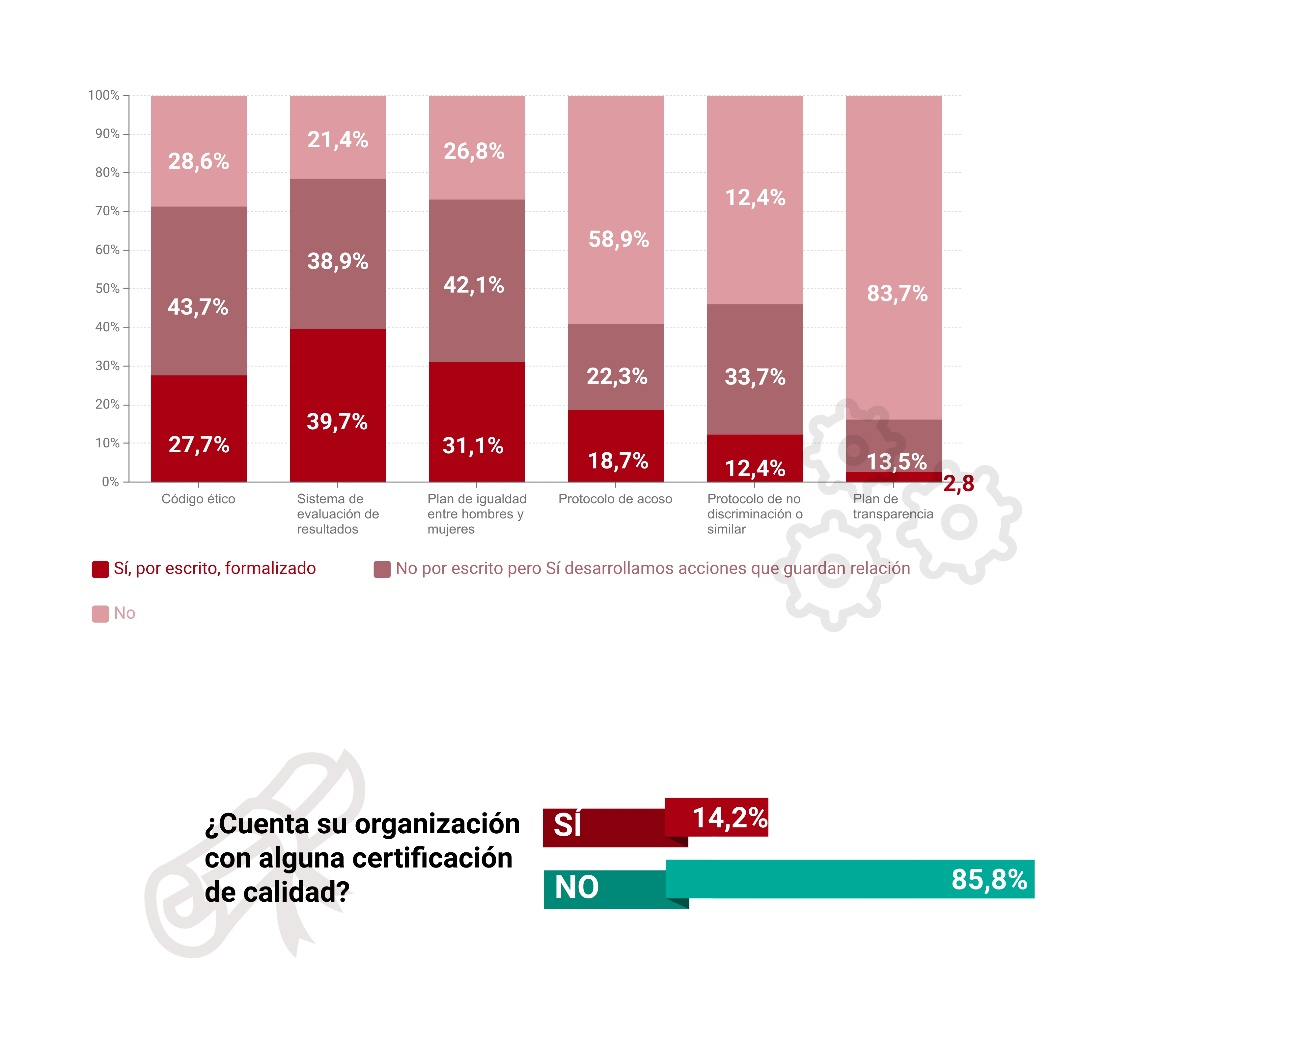 100%
90%
80%
70%
60%
50%
40%
30%
20%
10%
0%
28,6%
43,7%
27,7%
21,4%
38,9%
39,7%
26,8%
42,1%
31,1%
58,9%
22,3%
18,7%
12,4%
33,7%
12,4%
83,7%
13,5%
2,8
Código ético
Sistema de
evaluación de
resultados
Plan de igualdad
entre hombres y
mujeres
Protocolo de acoso
Protocolo de no
discriminación o
similar
Plan de
transparencia
Sí, por escrito, formalizado
No por escrito pero Sí desarrollamos acciones que guardan relación
No
¿Cuenta su organización
con alguna certificación
de calidad?
SÍ 14,2%
NO 85,8%